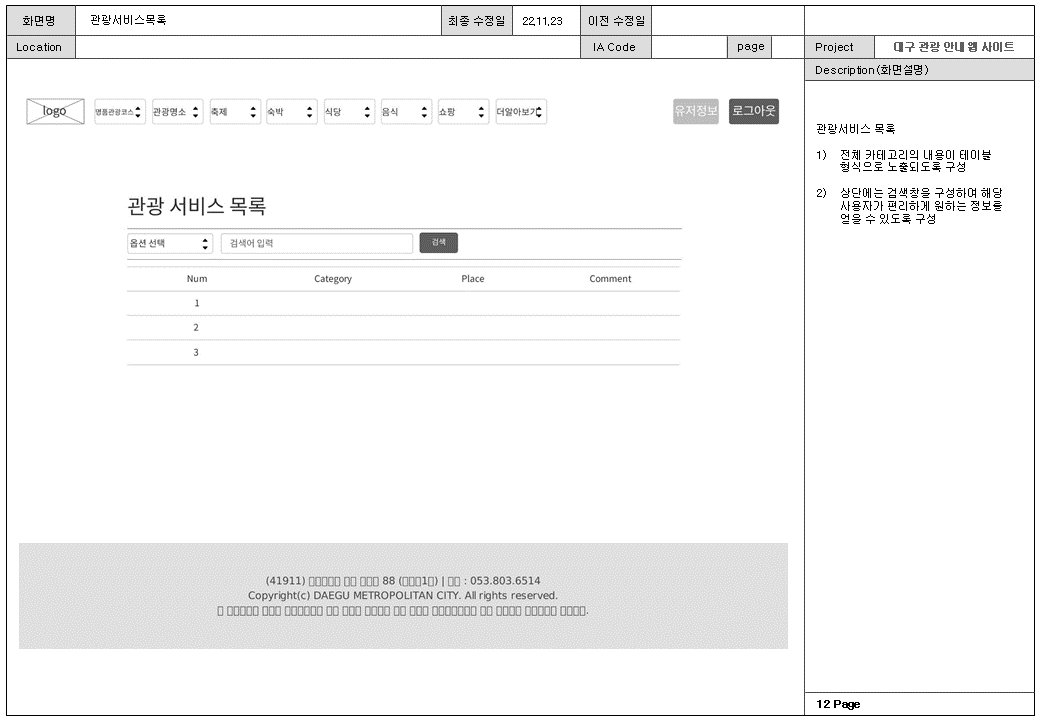 화면명 관광서비스목록 최종 수정일 22.11.23 이전 수정일
Location IA Code page Project 대구 관광 안내 웹 사이트
Description(화면설명)
logo 명품관광코스 관광명소 축제 숙박 식당 음식 쇼핑 더알아보기 유저정보 로그아웃
관광 서비스 목록
옵션 선택 검색어 입력 검색
Num Category Place Comment
1
2
3
(41911) 88 ( 1 ) | : 053.803.6514
Copyright(c) DAEGU METROPOLITAN CITY. All rights reserved.
관광서비스 목록
1) 전체 카테고리의 내용이 테이블
형식으로 노출되도록 구성
2) 상단에는 검색창을 구성하여 해당
사용자가 편리하게 원하는 정보를
얻을 수 있도록 구성
12 Page